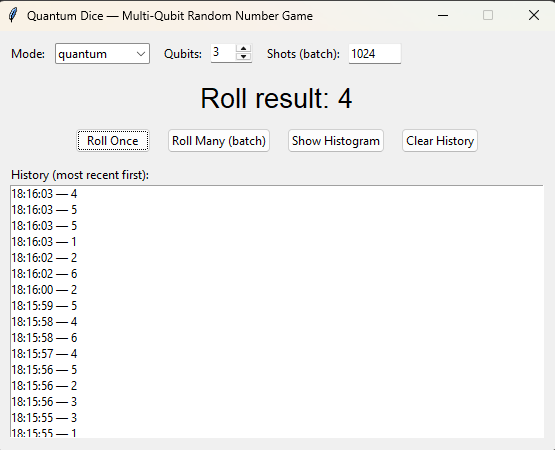 Quantum Dice — Multi-Qubit Random Number Game
Mode: quantum Qubits: 3 Shots (batch): 1024
Roll result: 4
Roll Once Roll Many (batch) Show Histogram Clear History
History (most recent first):
18:16:03 — 4
18:16:03 — 5
18:16:03 — 5
18:16:03 — 1
18:16:02 — 2
18:16:02 — 6
18:16:00 — 2
18:15:59 — 5
18:15:58 — 4
18:15:58 — 6
18:15:57 — 4
18:15:56 — 5
18:15:56 — 2
18:15:56 — 3
18:15:55 — 3
18:15:55 — 1